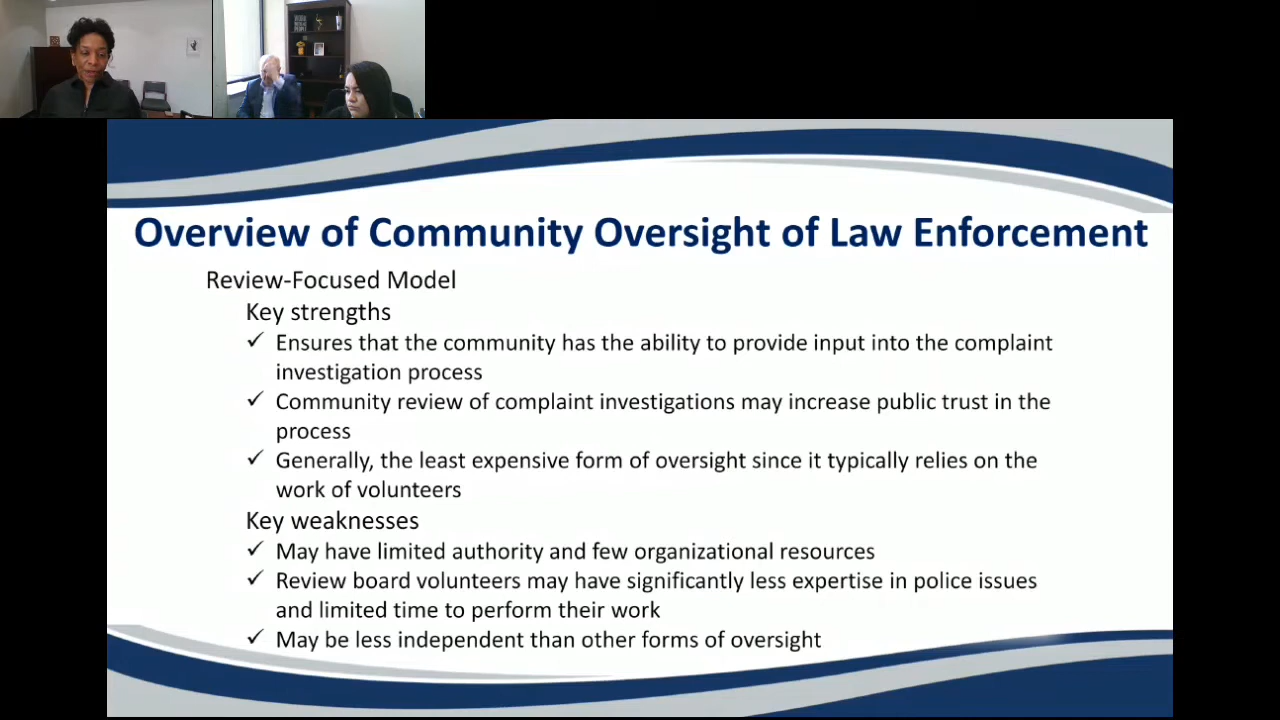 Overview of Community Oversight of Law Enforcement
Review-Focused Model
Key strengths
✓ Ensures that the community has the ability to provide input into the complaint
investigation process
✓ Community review of complaint investigations may increase public trust in the
process
✓ Generally, the least expensive form of oversight since it typically relies on the
work of volunteers
Key weaknesses
✓ May have limited authority and few organizational resources
✓ Review board volunteers may have significantly less expertise in police issues
and limited time to perform their work
✓ May be less independent than other forms of oversight